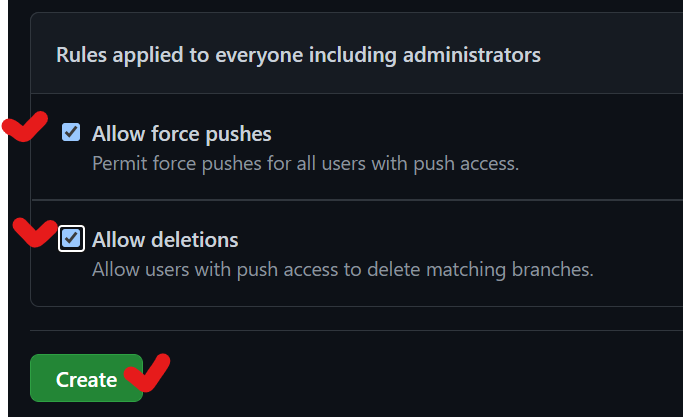 Rules applied to everyone including administrators
Allow force pushes
Permit force pushes for all users with push access.
Allow deletions
Allow users with push access to delete matching branches.
Create